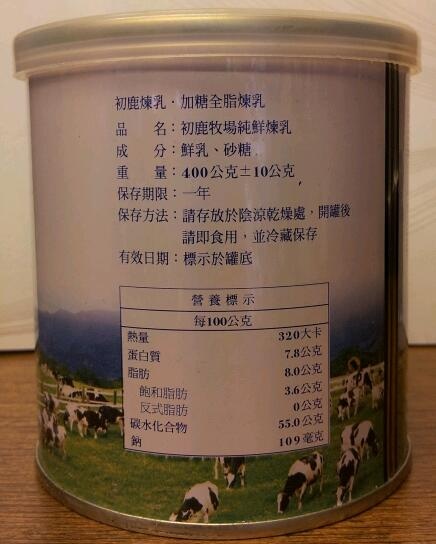 初鹿煉乳·加糖全脂煉乳
品　名：初鹿牧場純鮮煉乳
成　分：鮮乳、砂糖
重　量：400公克±10公克
保存期限：一年
保存方法：請存放於陰涼乾燥處，開罐後
請即食用，並冷藏保存
有效日期：標示於罐底
營養標示
每100公克
熱量 320大卡
蛋白質 7.8公克
脂肪 8.0公克
飽和脂肪 3.6公克
反式脂肪 0公克
碳水化合物 55.0公克
鈉 109毫克